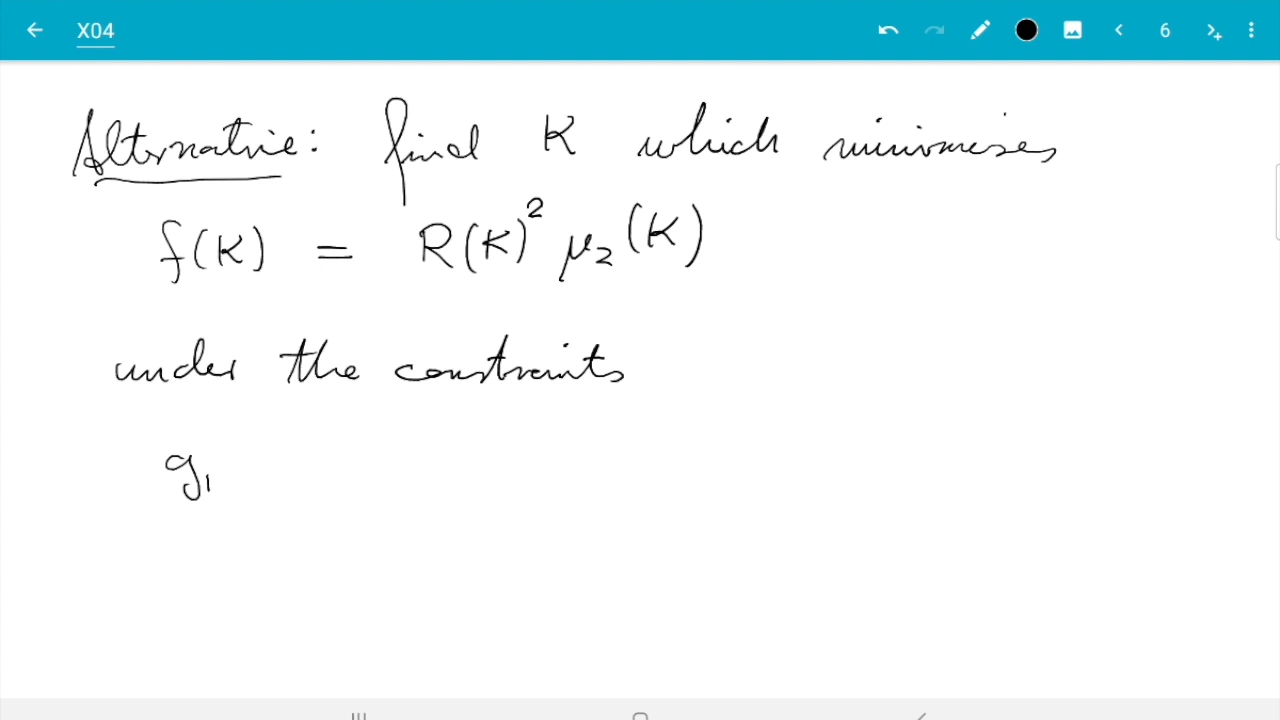 X04
6
Alternative: find K which minimises
f(K) = R(K)² μ₂(K)
under the constraints
g₁